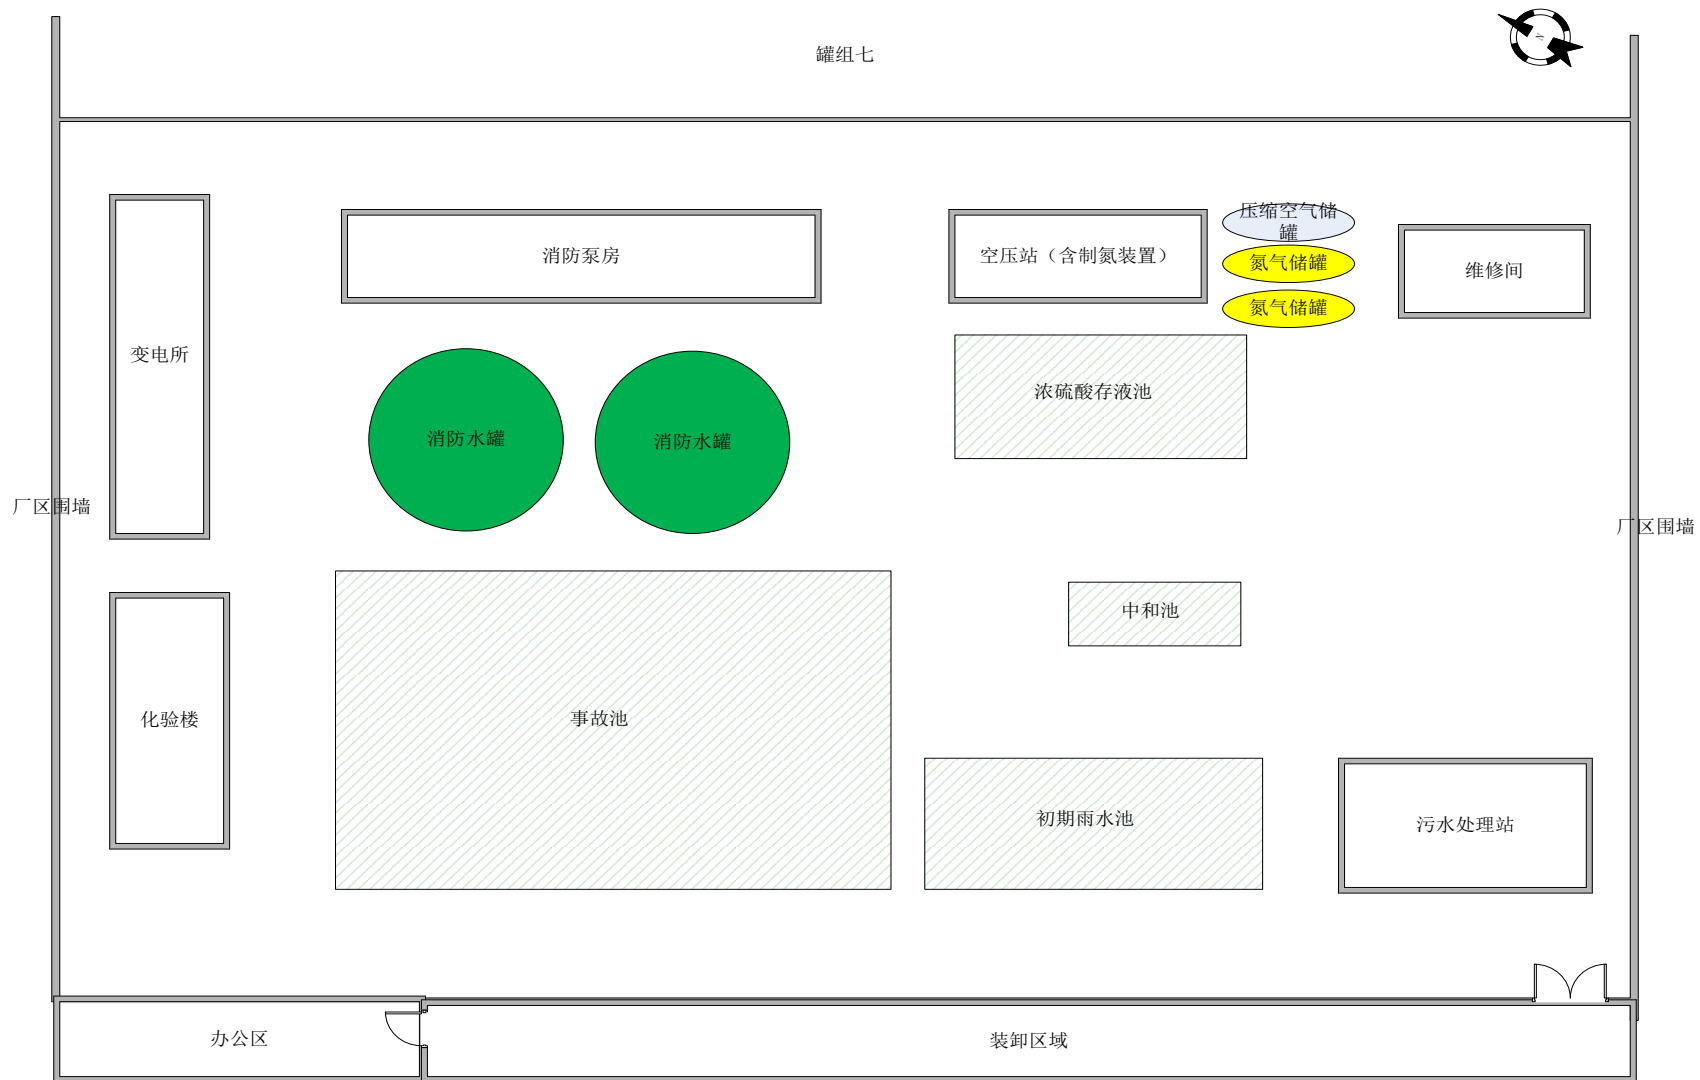 罐组七
N
压缩空气储
罐
消防泵房
空压站（含制氮装置）
氮气储罐
维修间
氮气储罐
变电所
浓硫酸存液池
消防水罐
消防水罐
厂区围墙
厂区围墙
中和池
化验楼
事故池
初期雨水池
污水处理站
办公区
装卸区域